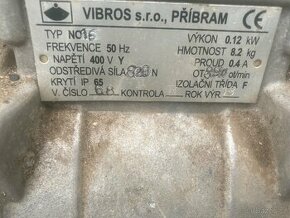 VIBROS s.r.o., PŘÍBRAM CE
TYP NO16 VÝKON 0.12 kW
FREKVENCE 50 Hz HMOTNOST 8.2 kg
NAPĚTÍ 400 V Y PROUD 0.4 A
ODSTŘEDIVÁ SÍLA N OT ot/min
KRYTÍ IP 65 IZOLAČNÍ TŘÍDA F
V. ČÍSLO KONTROLA ROK VÝR